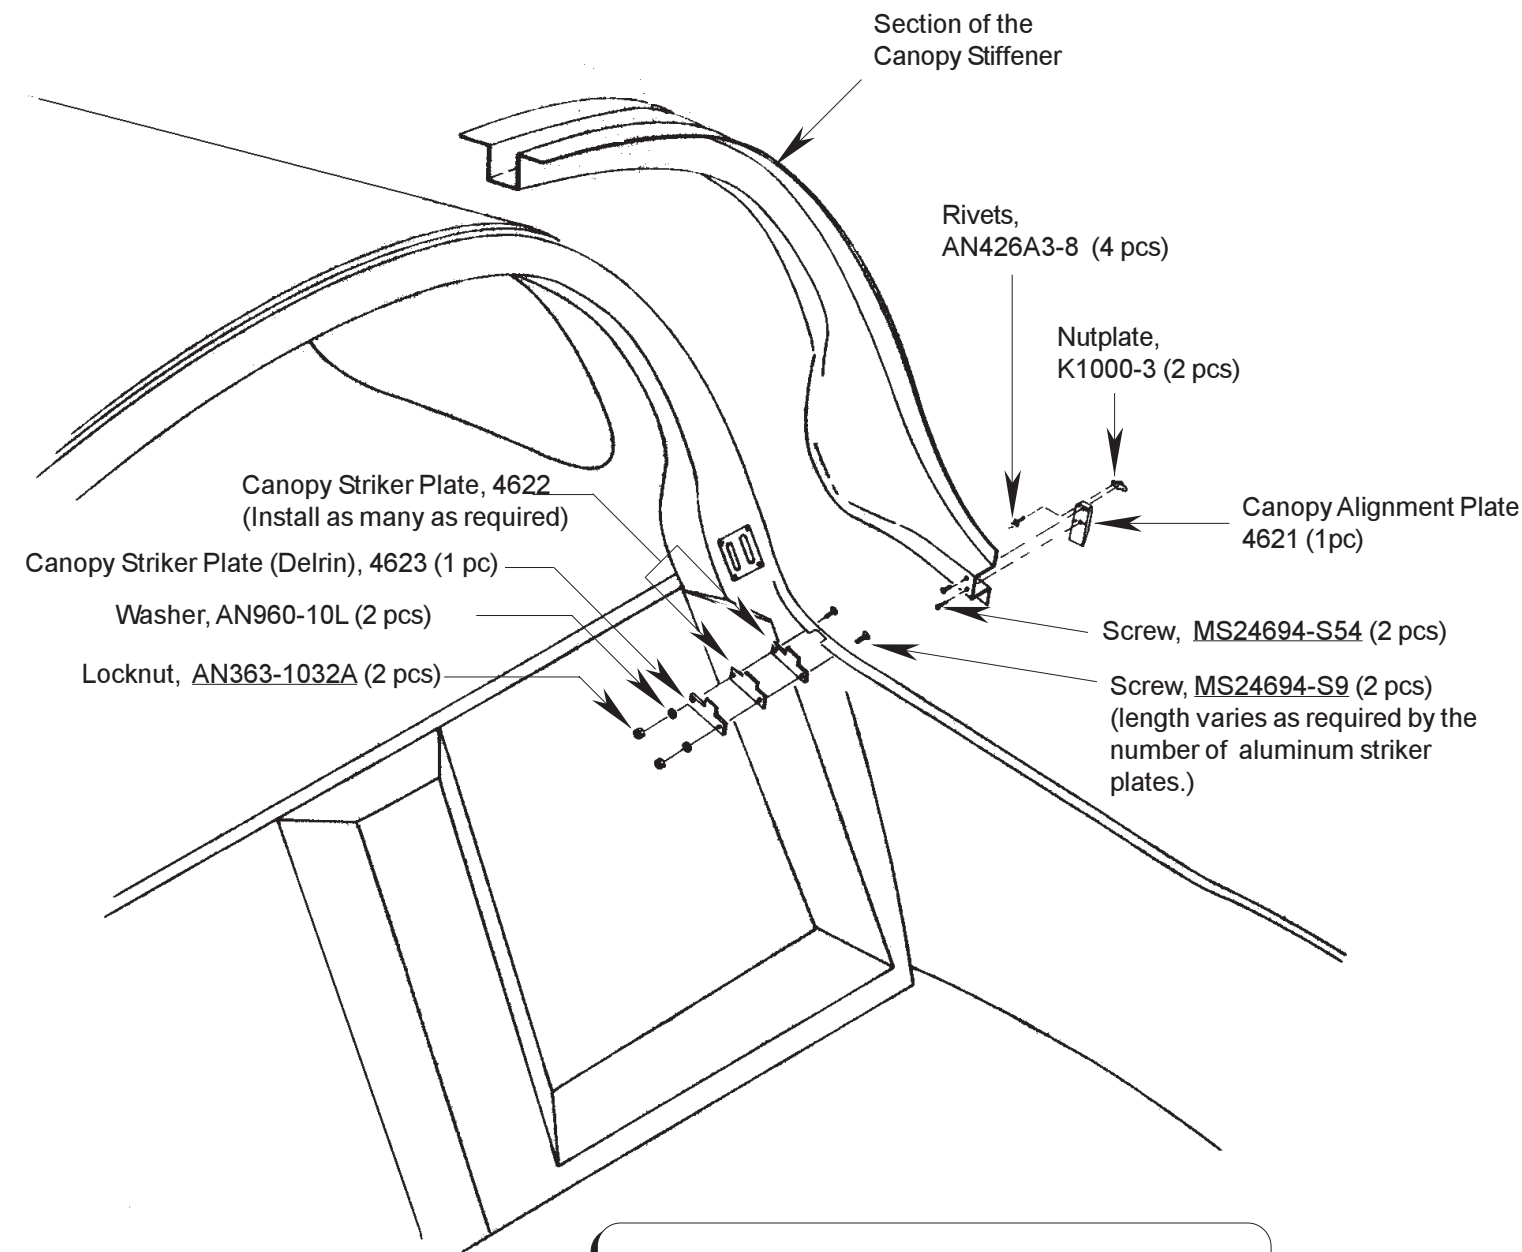 Section of the
Canopy Stiffener
Rivets,
AN426A3-8 (4 pcs)
Nutplate,
K1000-3 (2 pcs)
Canopy Striker Plate, 4622
(Install as many as required)
Canopy Alignment Plate
4621 (1pc)
Canopy Striker Plate (Delrin), 4623 (1 pc)
Washer, AN960-10L (2 pcs)
Screw, MS24694-S54 (2 pcs)
Locknut, AN363-1032A (2 pcs)
Screw, MS24694-S9 (2 pcs)
(length varies as required by the
number of aluminum striker
plates.)